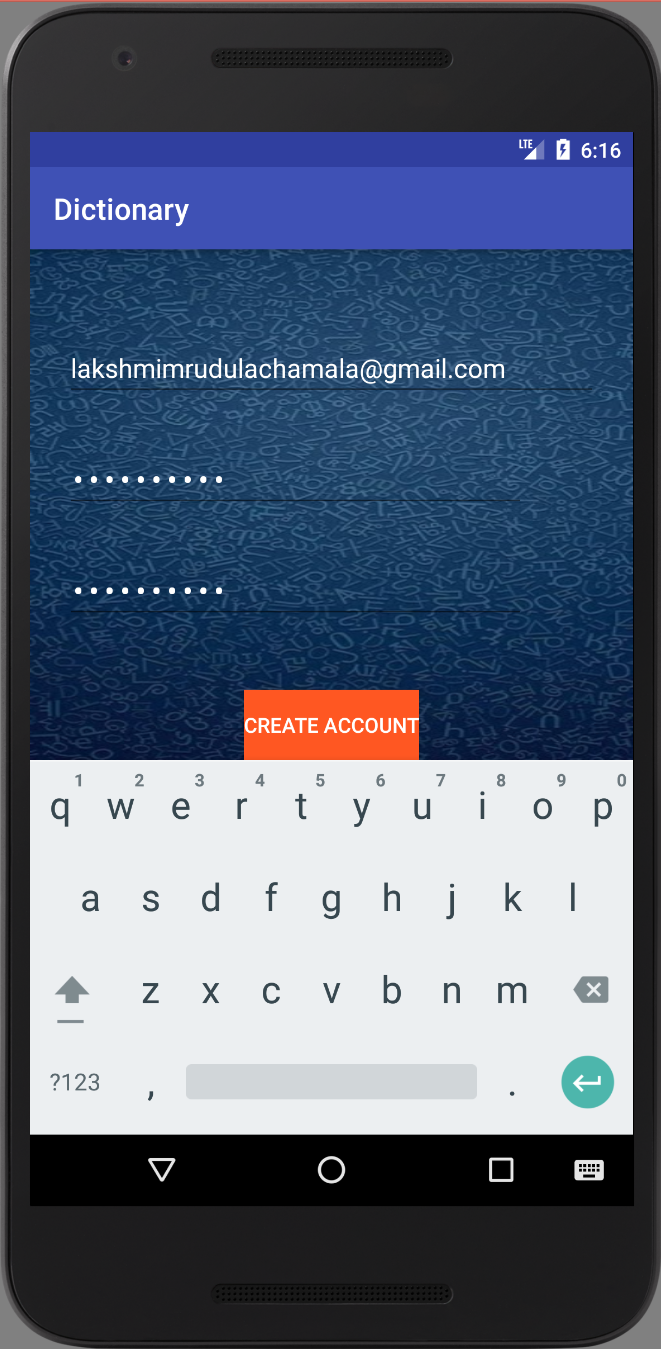 LTE 6:16
Dictionary
lakshmimrudulachamala@gmail.com
••••••••••
••••••••••
CREATE ACCOUNT
1 2 3 4 5 6 7 8 9 0
q w e r t y u i o p
a s d f g h j k l
z x c v b n m
?123 , .